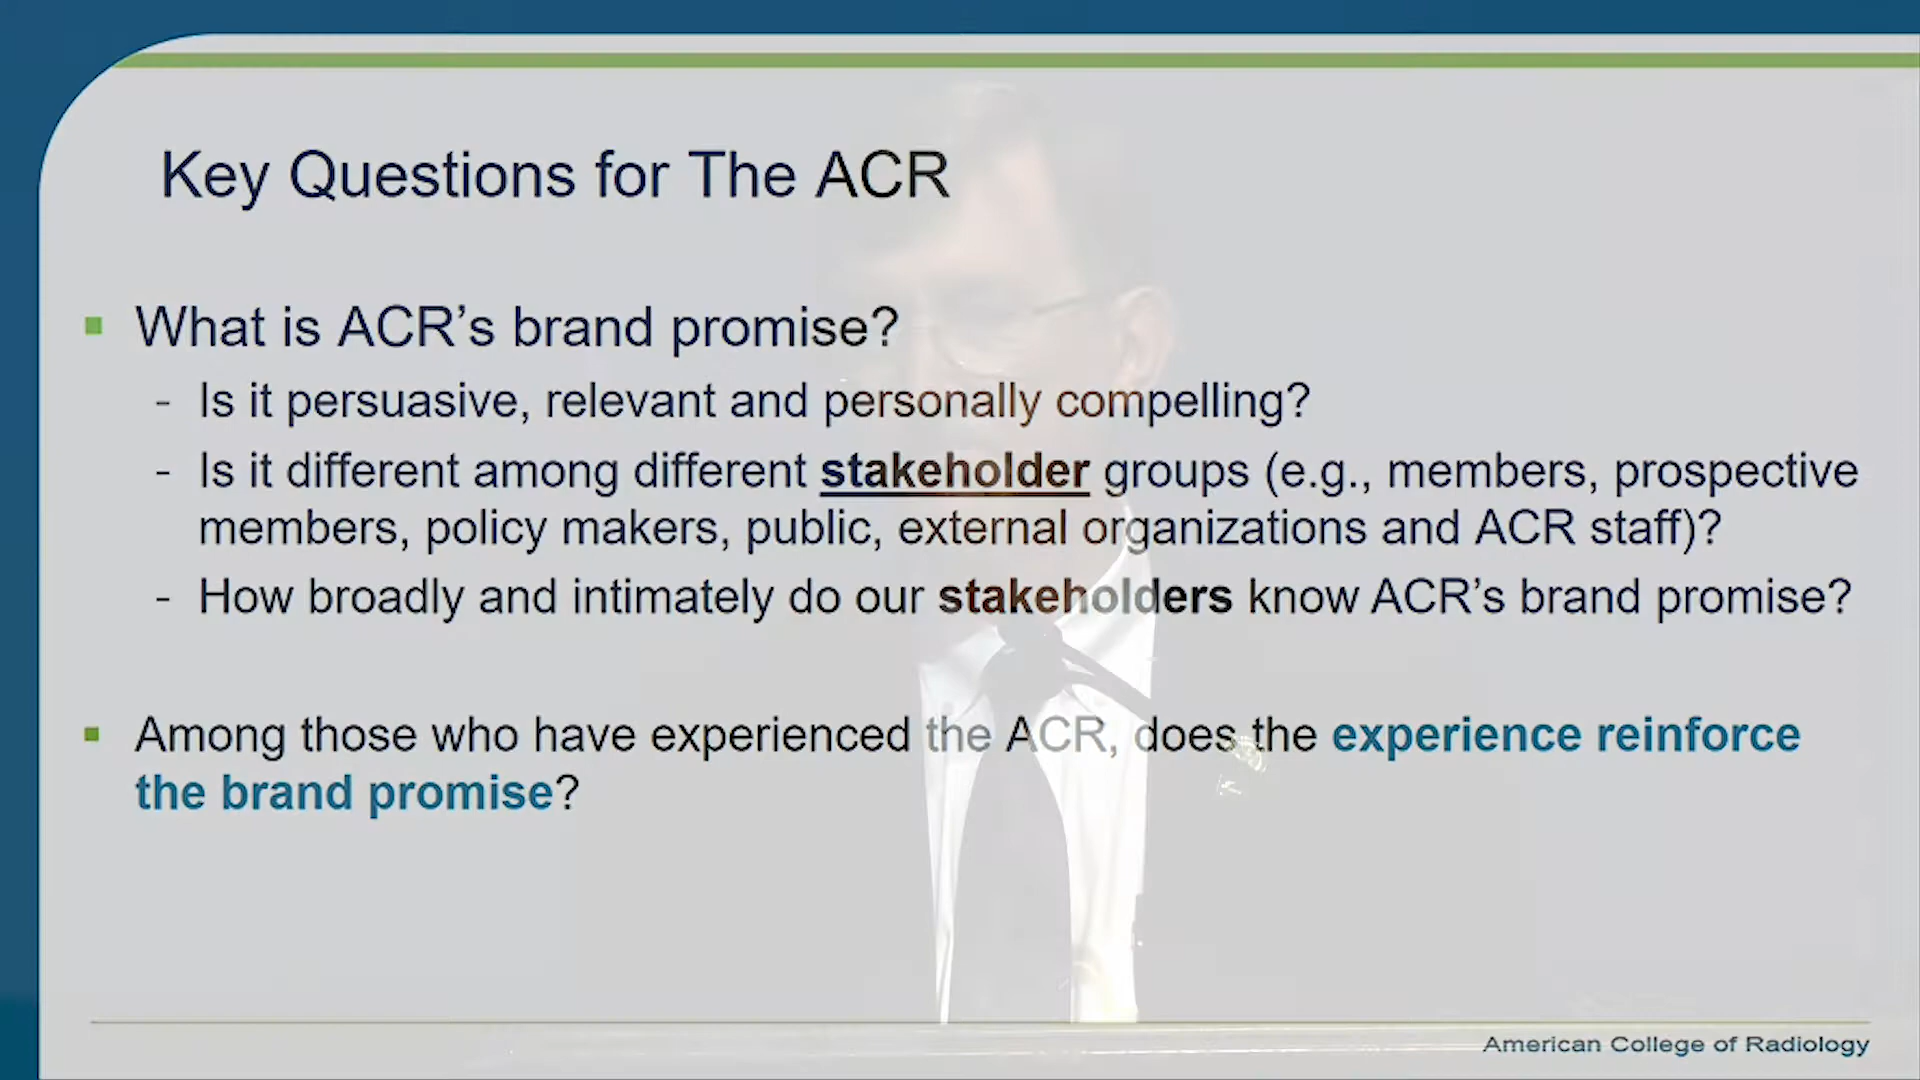 Key Questions for The ACR
What is ACR's brand promise?
- Is it persuasive, relevant and personally compelling?
- Is it different among different stakeholder groups (e.g., members, prospective
members, policy makers, public, external organizations and ACR staff)?
- How broadly and intimately do our stakeholders know ACR's brand promise?
Among those who have experienced the ACR, does the experience reinforce
the brand promise?
American College of Radiology